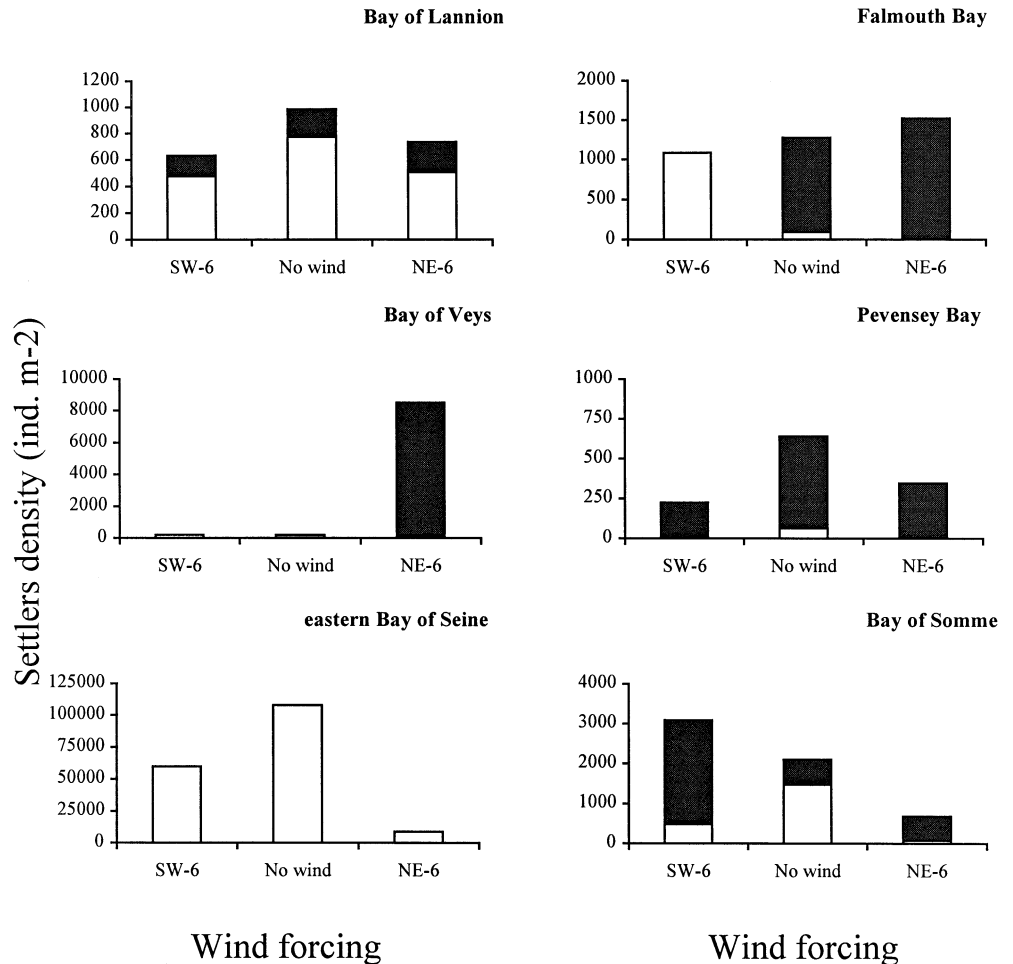 Settlers density (ind. m-2)
Bay of Lannion
1200
1000
800
600
400
200
0
SW-6 No wind NE-6
Falmouth Bay
2000
1500
1000
500
0
SW-6 No wind NE-6
Bay of Veys
10000
8000
6000
4000
2000
0
SW-6 No wind NE-6
Pevensey Bay
1000
750
500
250
0
SW-6 No wind NE-6
eastern Bay of Seine
125000
100000
75000
50000
25000
0
SW-6 No wind NE-6
Bay of Somme
4000
3000
2000
1000
0
SW-6 No wind NE-6
Wind forcing
Wind forcing